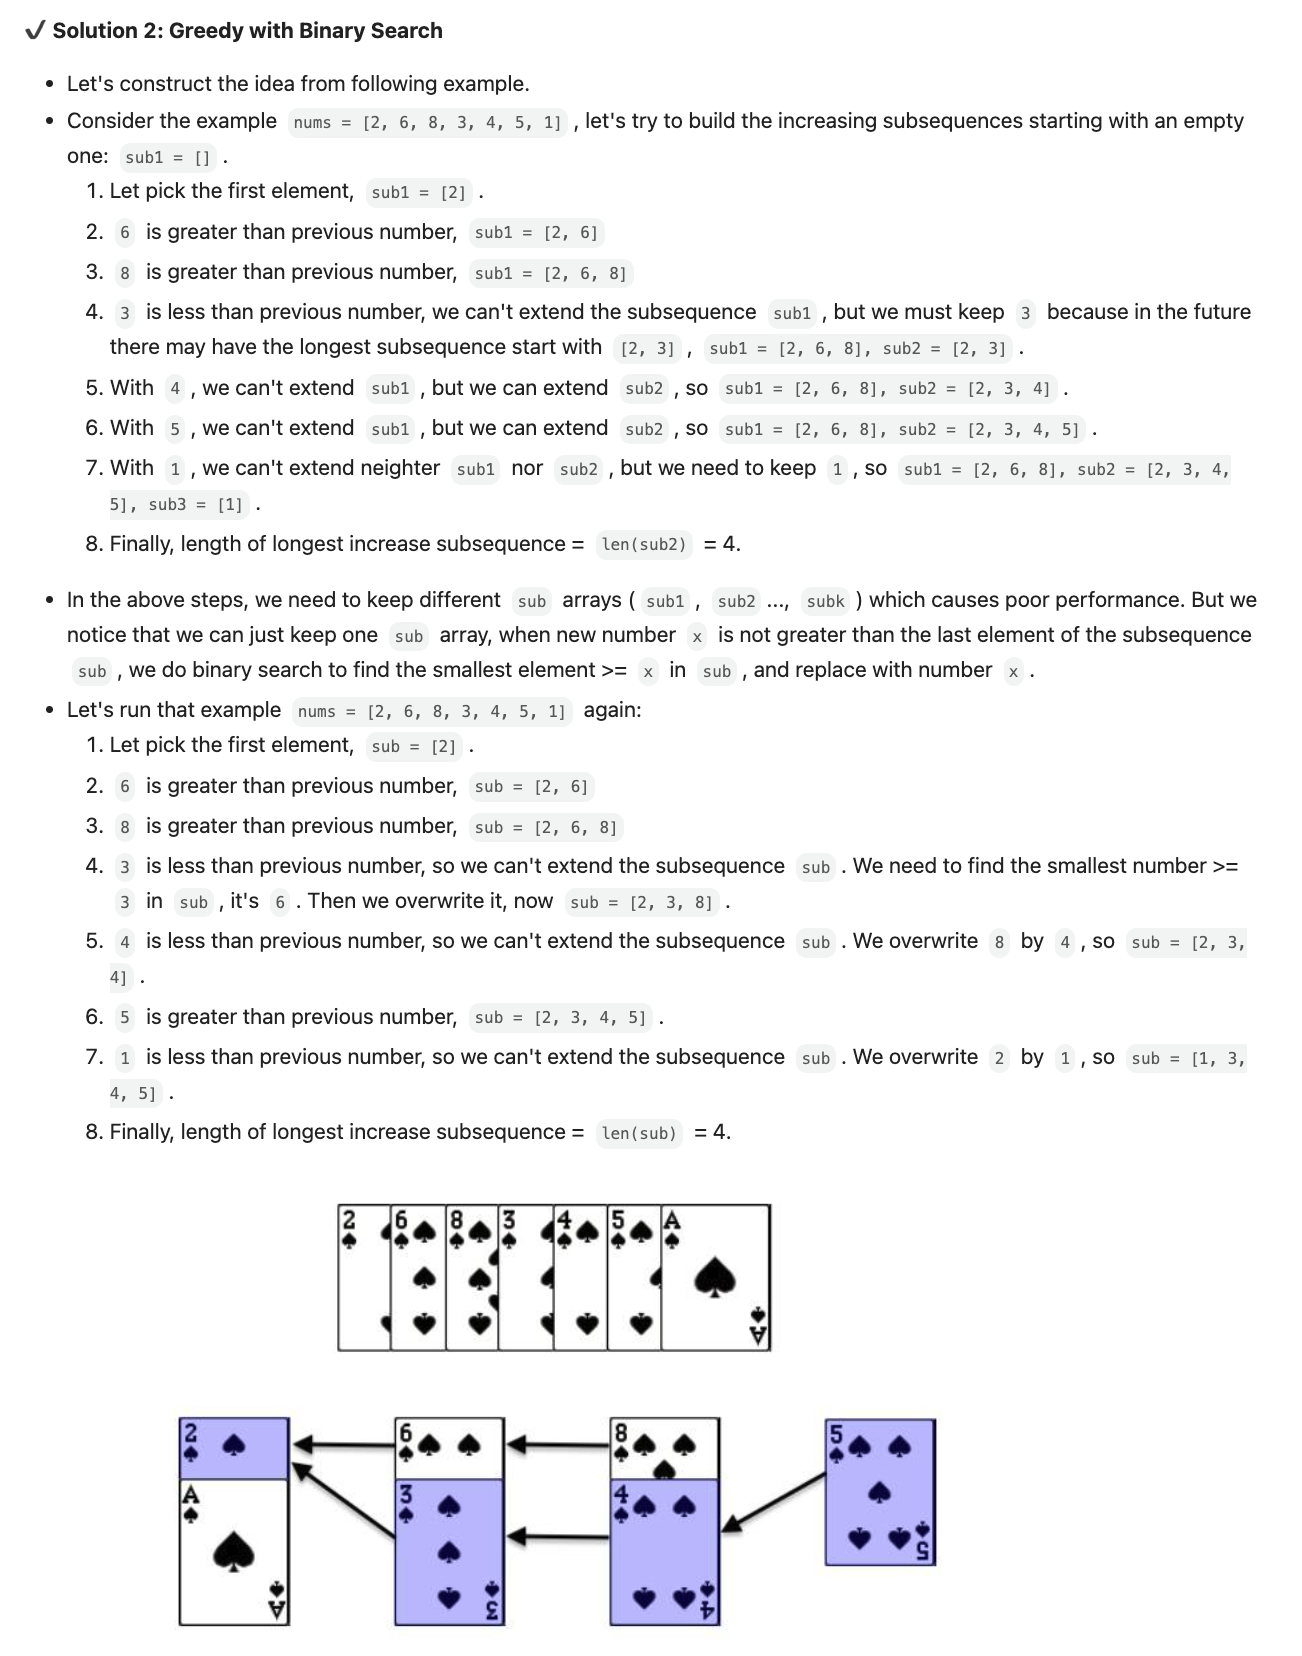 ✓ Solution 2: Greedy with Binary Search
• Let's construct the idea from following example.
• Consider the example nums = [2, 6, 8, 3, 4, 5, 1] , let's try to build the increasing subsequences starting with an empty
one: sub1 = [] .
1. Let pick the first element, sub1 = [2] .
2. 6 is greater than previous number, sub1 = [2, 6]
3. 8 is greater than previous number, sub1 = [2, 6, 8]
4. 3 is less than previous number, we can't extend the subsequence sub1 , but we must keep 3 because in the future
there may have the longest subsequence start with [2, 3] , sub1 = [2, 6, 8], sub2 = [2, 3] .
5. With 4 , we can't extend sub1 , but we can extend sub2 , so sub1 = [2, 6, 8], sub2 = [2, 3, 4] .
6. With 5 , we can't extend sub1 , but we can extend sub2 , so sub1 = [2, 6, 8], sub2 = [2, 3, 4, 5] .
7. With 1 , we can't extend neighter sub1 nor sub2 , but we need to keep 1 , so sub1 = [2, 6, 8], sub2 = [2, 3, 4,
5], sub3 = [1] .
8. Finally, length of longest increase subsequence = len(sub2) = 4.
• In the above steps, we need to keep different sub arrays ( sub1 , sub2 ..., subk ) which causes poor performance. But we
notice that we can just keep one sub array, when new number x is not greater than the last element of the subsequence
sub , we do binary search to find the smallest element >= x in sub , and replace with number x .
• Let's run that example nums = [2, 6, 8, 3, 4, 5, 1] again:
1. Let pick the first element, sub = [2] .
2. 6 is greater than previous number, sub = [2, 6]
3. 8 is greater than previous number, sub = [2, 6, 8]
4. 3 is less than previous number, so we can't extend the subsequence sub . We need to find the smallest number >=
3 in sub , it's 6 . Then we overwrite it, now sub = [2, 3, 8] .
5. 4 is less than previous number, so we can't extend the subsequence sub . We overwrite 8 by 4 , so sub = [2, 3,
4] .
6. 5 is greater than previous number, sub = [2, 3, 4, 5] .
7. 1 is less than previous number, so we can't extend the subsequence sub . We overwrite 2 by 1 , so sub = [1, 3,
4, 5] .
8. Finally, length of longest increase subsequence = len(sub) = 4.
2 6 8 3 4 5 A
A
2 6 8 5
A 3 4
5
A 3 4